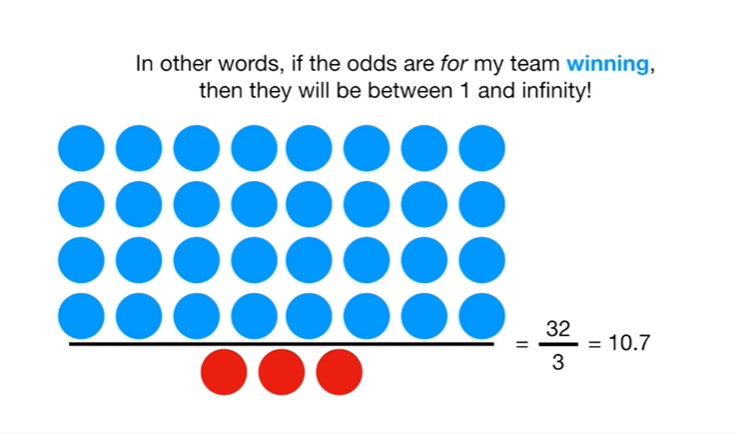 In other words, if the odds are for my team winning,
then they will be between 1 and infinity!
= 32/3 = 10.7